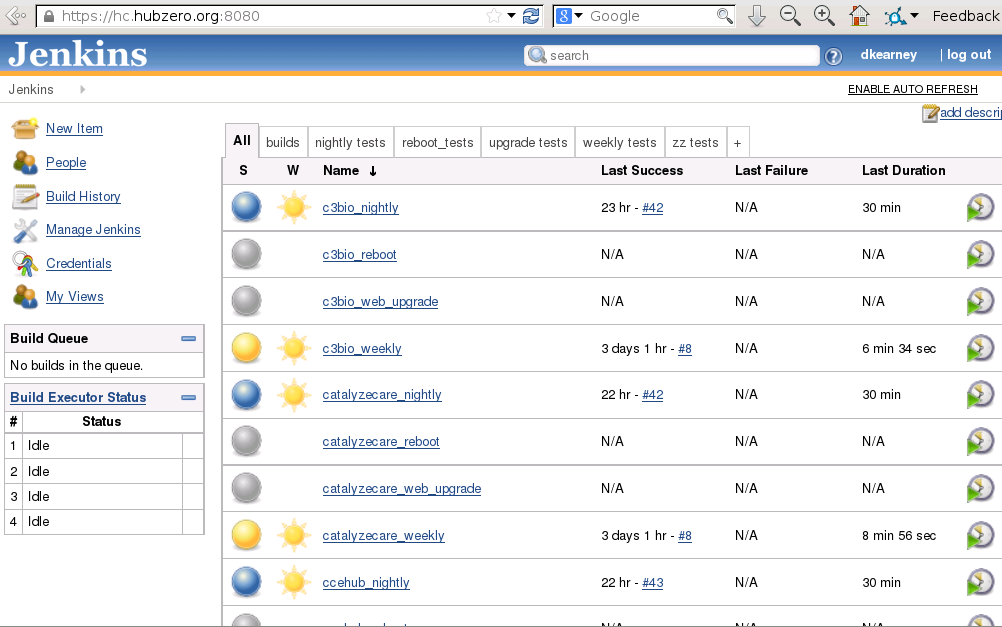 https://hc.hubzero.org:8080
8 Google
Feedback
Jenkins
search
?
dkearney
| log out
Jenkins
ENABLE AUTO REFRESH
add descri
New Item
People
Build History
Manage Jenkins
Credentials
My Views
Build Queue
No builds in the queue.
Build Executor Status
# Status
1 Idle
2 Idle
3 Idle
4 Idle
All builds nightly tests reboot_tests upgrade tests weekly tests zz tests +
S W Name ↓ Last Success Last Failure Last Duration
c3bio_nightly 23 hr - #42 N/A 30 min
c3bio_reboot N/A N/A N/A
c3bio_web_upgrade N/A N/A N/A
c3bio_weekly 3 days 1 hr - #8 N/A 6 min 34 sec
catalyzecare_nightly 22 hr - #42 N/A 30 min
catalyzecare_reboot N/A N/A N/A
catalyzecare_web_upgrade N/A N/A N/A
catalyzecare_weekly 3 days 1 hr - #8 N/A 8 min 56 sec
ccehub_nightly 22 hr - #43 N/A 30 min